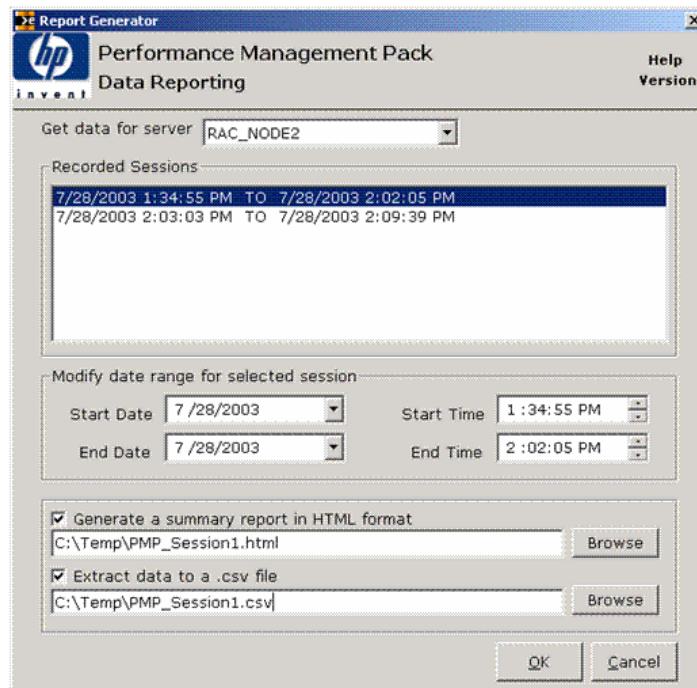 Report Generator
hp
invent
Performance Management Pack
Data Reporting
Help
Version
Get data for server RAC_NODE2
Recorded Sessions
7/28/2003 1:34:55 PM TO 7/28/2003 2:02:05 PM
7/28/2003 2:03:03 PM TO 7/28/2003 2:09:39 PM
Modify date range for selected session
Start Date 7 /28/2003 Start Time 1 :34:55 PM
End Date 7 /28/2003 End Time 2 :02:05 PM
Generate a summary report in HTML format
C:\Temp\PMP_Session1.html Browse
Extract data to a .csv file
C:\Temp\PMP_Session1.csv Browse
OK Cancel